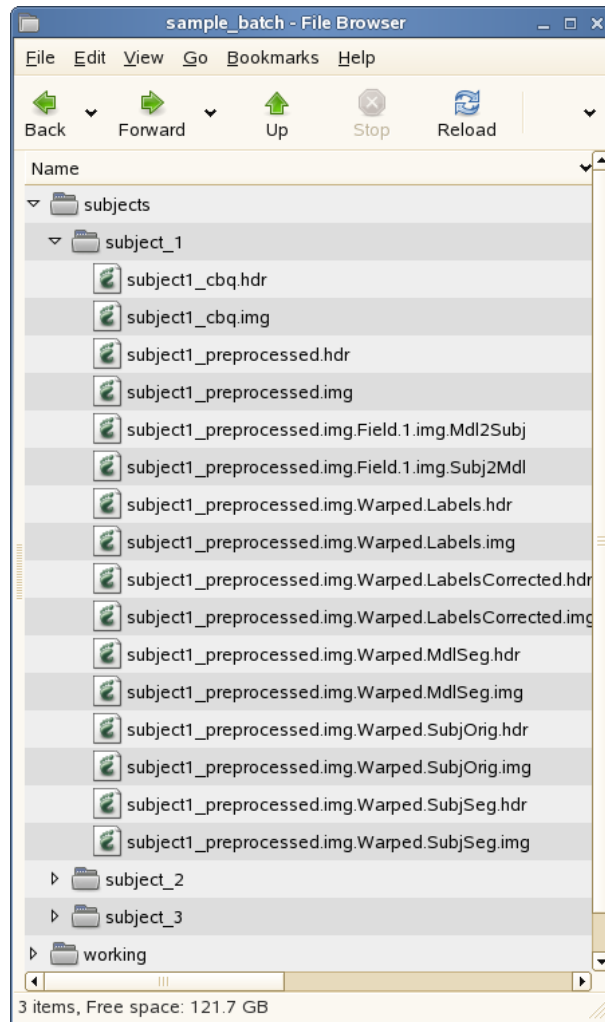 sample_batch - File Browser
File Edit View Go Bookmarks Help
Back Forward Up Stop Reload
Name
subjects
subject_1
subject1_cbq.hdr
subject1_cbq.img
subject1_preprocessed.hdr
subject1_preprocessed.img
subject1_preprocessed.img.Field.1.img.Mdl2Subj
subject1_preprocessed.img.Field.1.img.Subj2Mdl
subject1_preprocessed.img.Warped.Labels.hdr
subject1_preprocessed.img.Warped.Labels.img
subject1_preprocessed.img.Warped.LabelsCorrected.hdr
subject1_preprocessed.img.Warped.LabelsCorrected.img
subject1_preprocessed.img.Warped.MdlSeg.hdr
subject1_preprocessed.img.Warped.MdlSeg.img
subject1_preprocessed.img.Warped.SubjOrig.hdr
subject1_preprocessed.img.Warped.SubjOrig.img
subject1_preprocessed.img.Warped.SubjSeg.hdr
subject1_preprocessed.img.Warped.SubjSeg.img
subject_2
subject_3
working
3 items, Free space: 121.7 GB